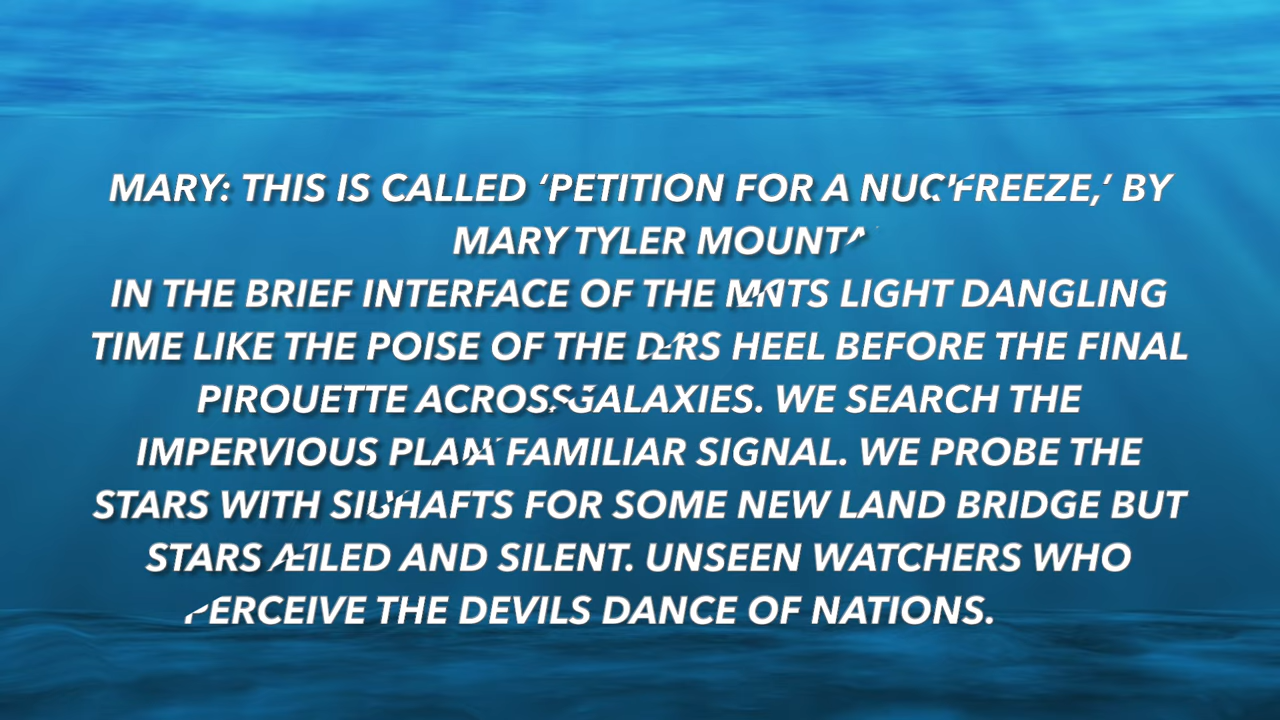 MARY: THIS IS CALLED ‘PETITION FOR A FREEZE,’ BY
MARY TYLER
IN THE BRIEF INTERFACE OF THE LIGHT DANGLING
TIME LIKE THE POISE OF THE HEEL BEFORE THE FINAL
PIROUETTE WE SEARCH THE
IMPERVIOUS FAMILIAR SIGNAL. WE PROBE THE
STARS WITH FOR SOME NEW LAND BRIDGE BUT
STARS AND SILENT. UNSEEN WATCHERS WHO
THE DEVILS DANCE OF NATIONS.